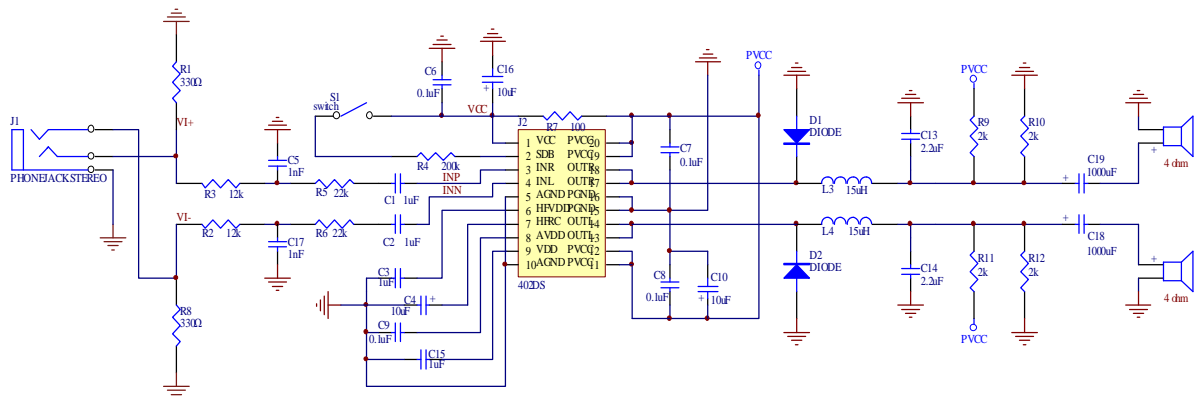 R1
330Ω
J1
VI+
PHONEJACKSTEREO
C5
1nF
R3
12k
R5
22k
C1
1uF
INP
INN
VI-
R2
12k
C17
1nF
R6
22k
C2
1uF
R8
330Ω
S1
switch
C6
0.1uF
C16
10uF
+
VCC
R7
100
R4
200k
J2
1 VCC PVCC 20
2 SDB PVCC 19
3 INR OUTR 18
4 INL OUTR 17
5 AGND PGND 16
6 HFVDD PGND 15
7 HFRC OUTL 14
8 AVDD OUTL 13
9 VDD PVCC 12
10 AGND PVCC 11
402DS
C3
1uF
C4
+
10uF
C9
0.1uF
C15
1uF
C7
0.1uF
C8
0.1uF
C10
+
10uF
PVCC
D1
DIODE
D2
DIODE
L3
15uH
L4
15uH
C13
2.2uF
C14
2.2uF
PVCC
R9
2k
R10
2k
R11
2k
R12
2k
PVCC
C19
1000uF
+
C18
1000uF
+
+
4 ohm
+
4 ohm